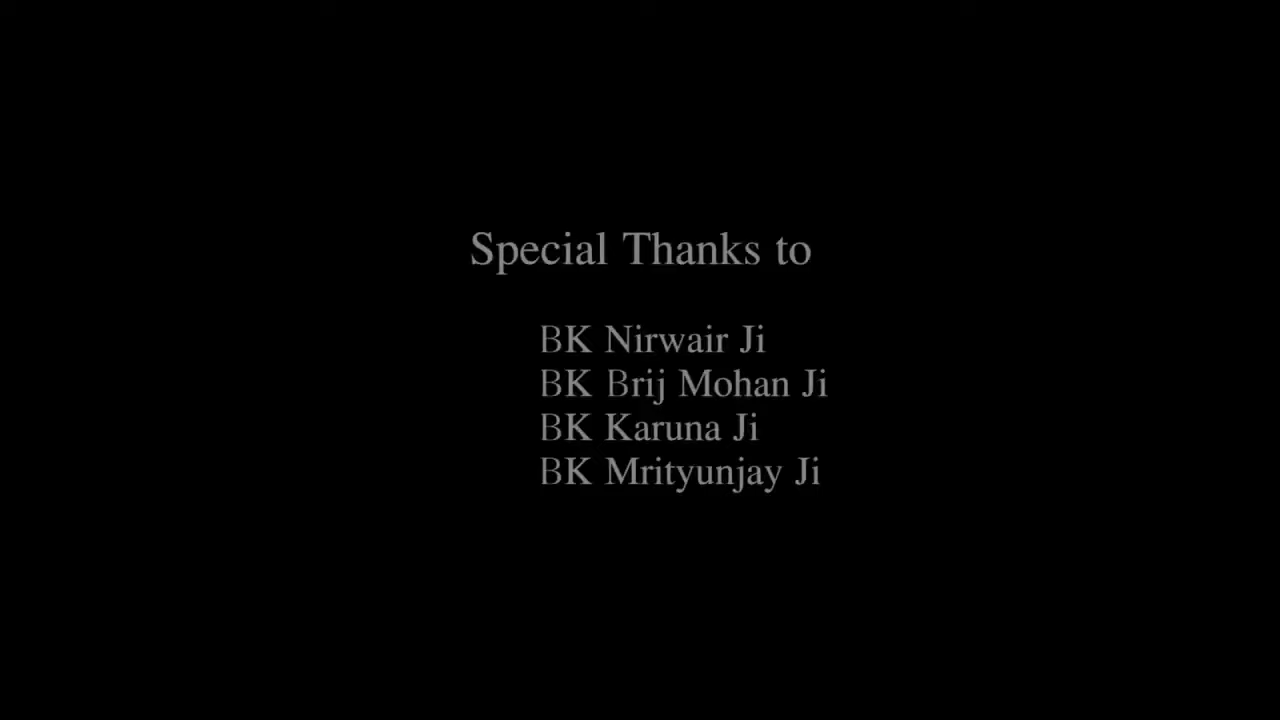 Special Thanks to
BK Nirwair Ji
BK Brij Mohan Ji
BK Karuna Ji
BK Mrityunjay Ji